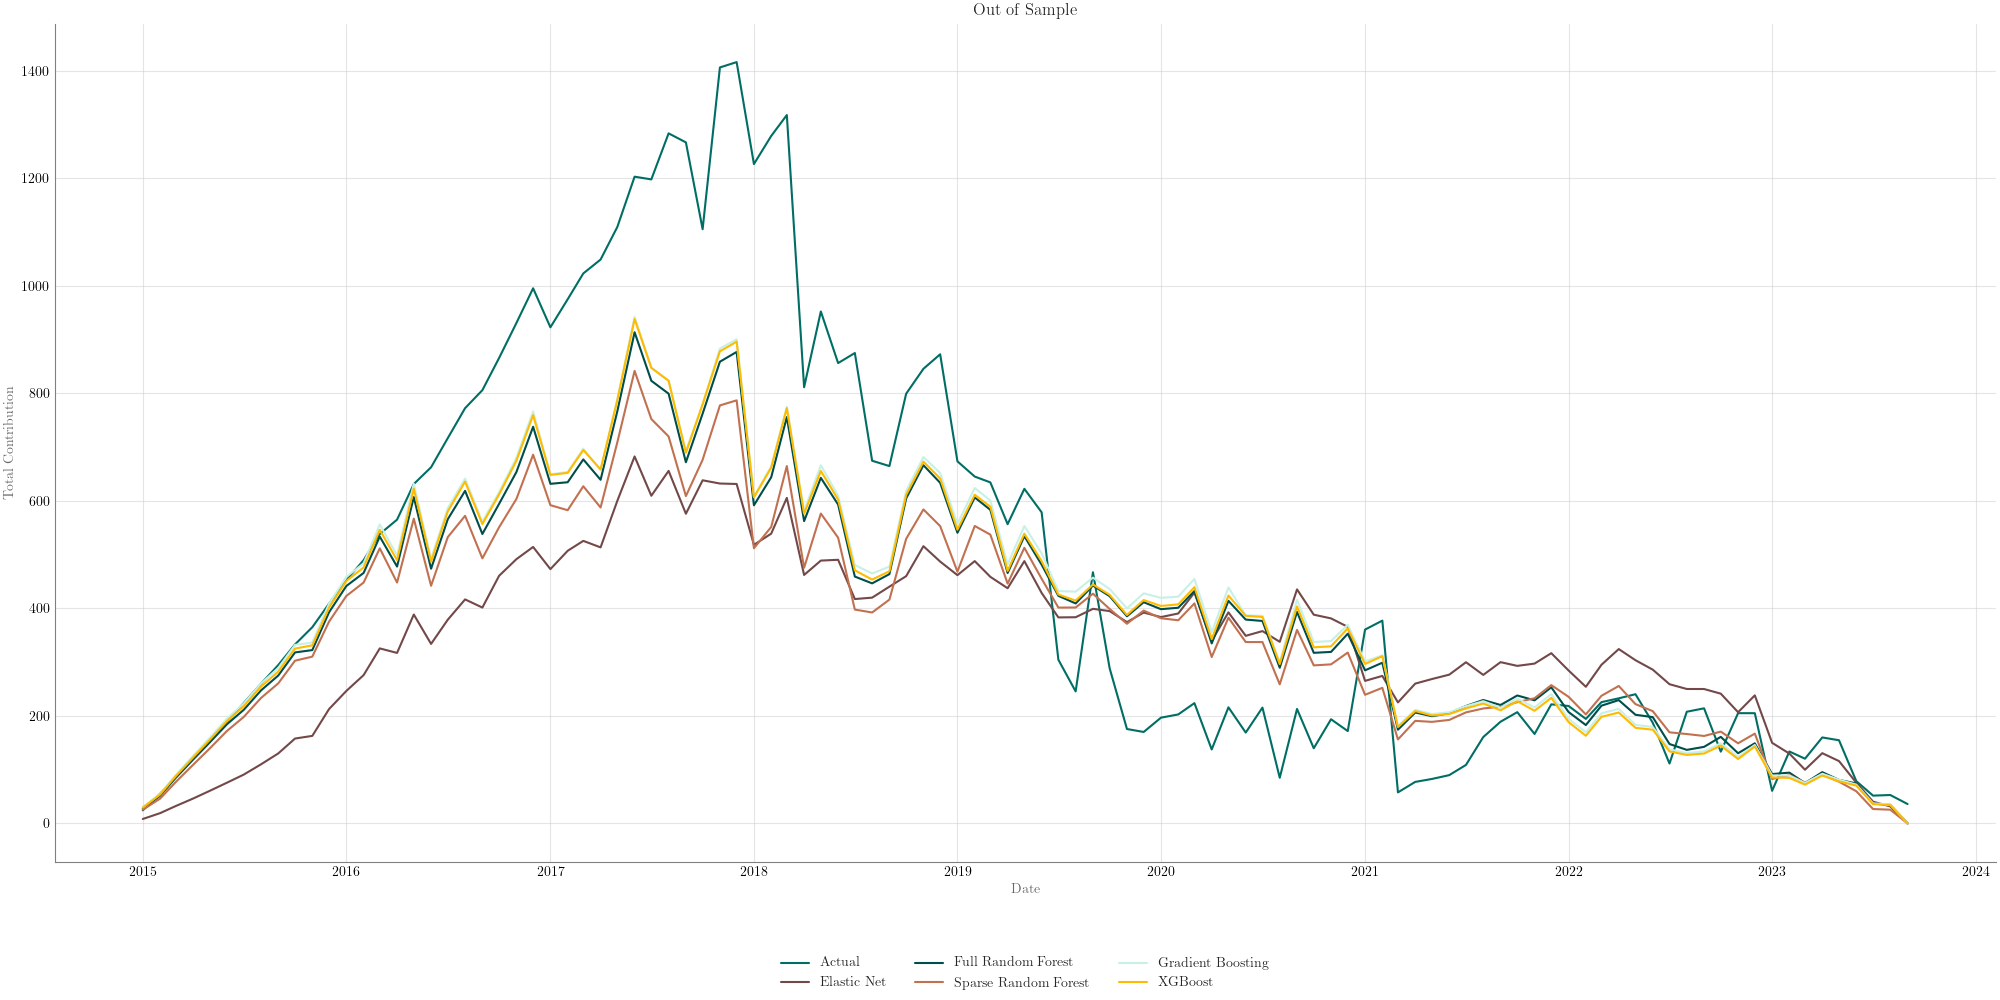 Out of Sample
1400
1200
1000
800
600
400
200
0
Total Contribution
2015 2016 2017 2018 2019 2020 2021 2022 2023 2024
Date
Actual Full Random Forest Gradient Boosting
Elastic Net Sparse Random Forest XGBoost